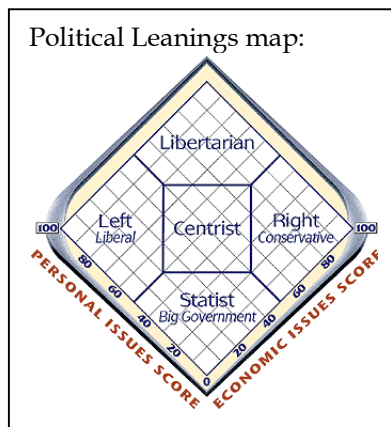 Political Leanings map:
Libertarian
Left
Liberal
Centrist
Right
Conservative
100
100
Statist
Big Government
80
60
40
20
0
20
40
60
80
PERSONAL ISSUES SCORE
ECONOMIC ISSUES SCORE